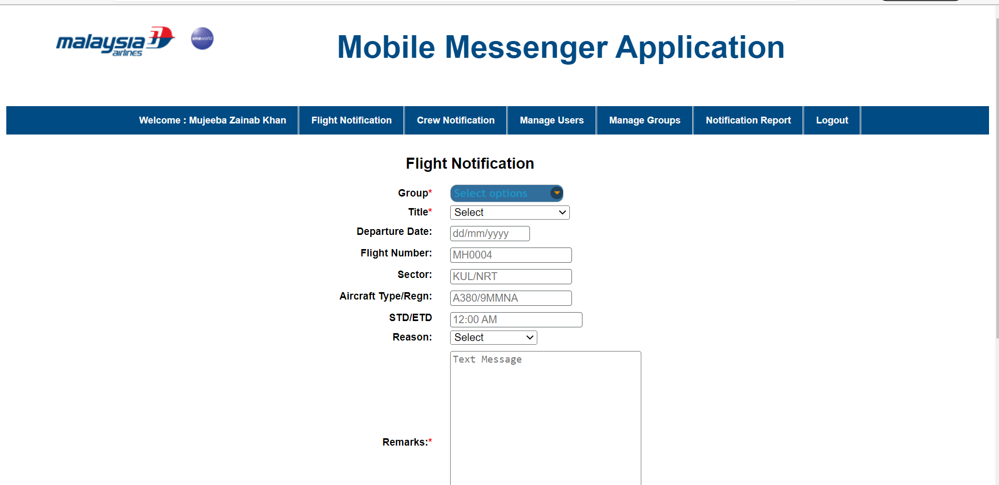 malaysia
airlines
oneworld
Mobile Messenger Application
Welcome : Mujeeba Zainab Khan
Flight Notification
Crew Notification
Manage Users
Manage Groups
Notification Report
Logout
Flight Notification
Group* Select options
Title* Select
Departure Date: dd/mm/yyyy
Flight Number: MH0004
Sector: KUL/NRT
Aircraft Type/Regn: A380/9MMNA
STD/ETD 12:00 AM
Reason: Select
Text Message
Remarks:*